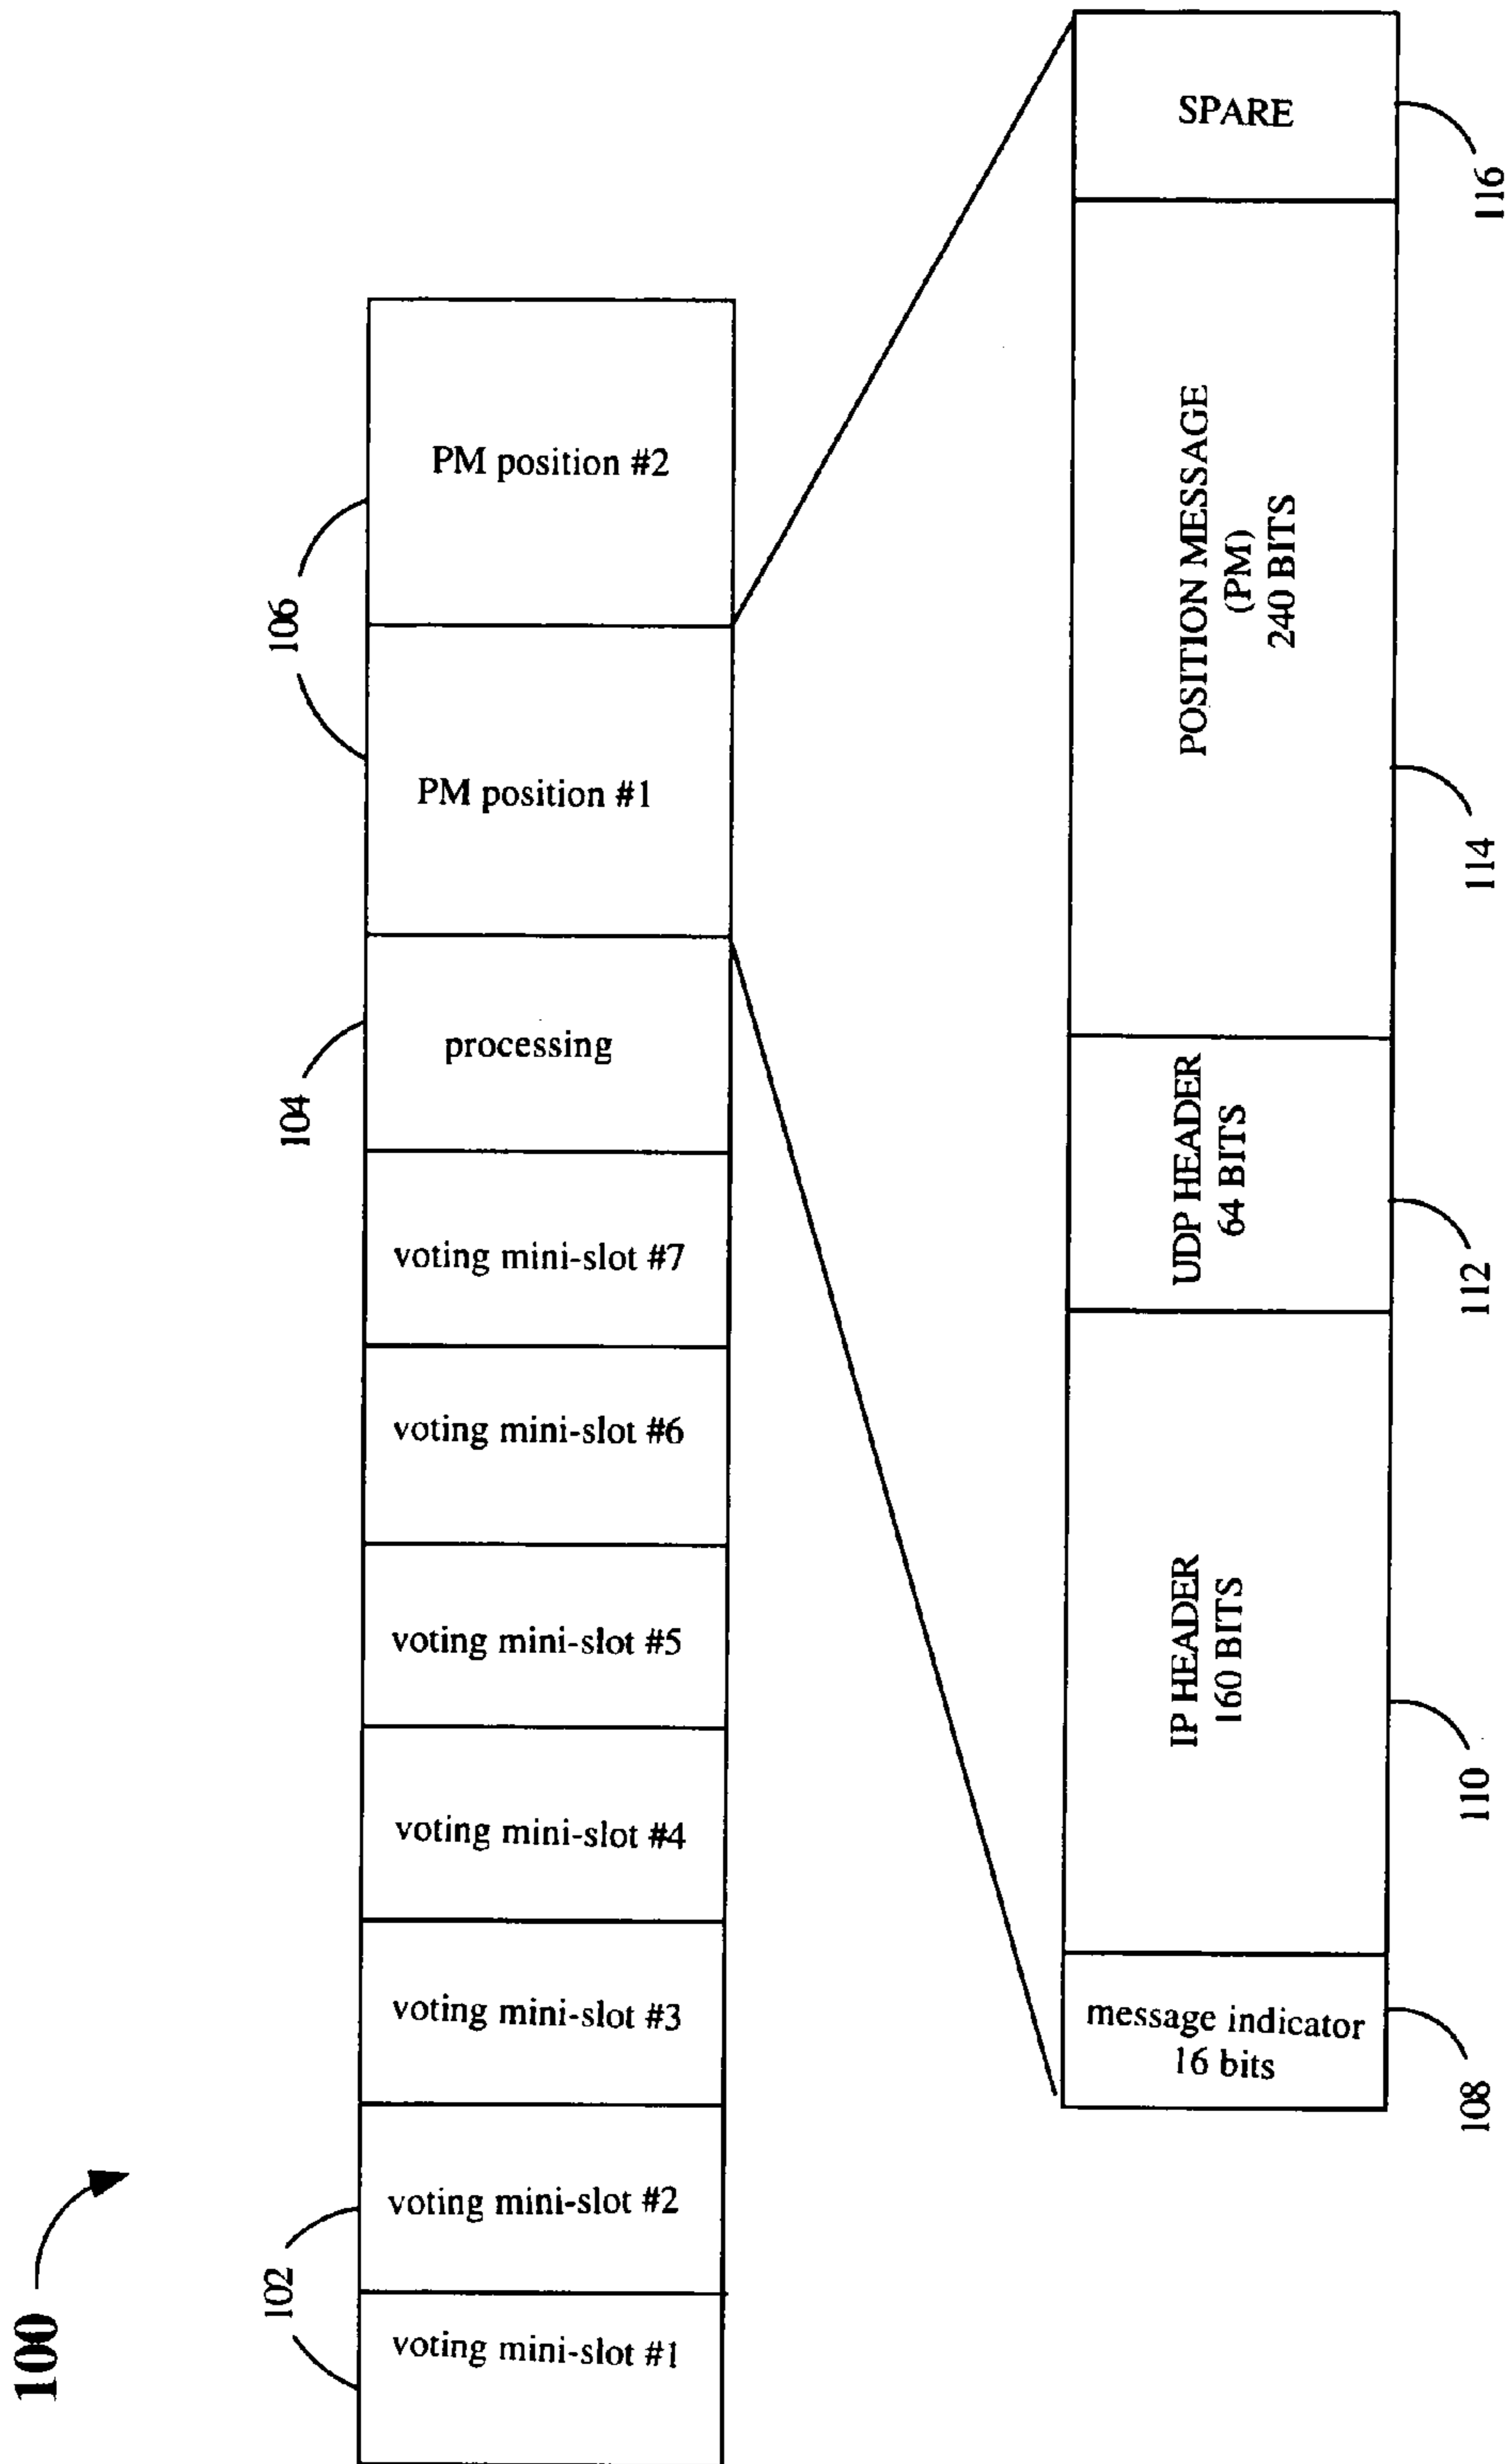 100
102
104
106
voting mini-slot #1
voting mini-slot #2
voting mini-slot #3
voting mini-slot #4
voting mini-slot #5
voting mini-slot #6
voting mini-slot #7
processing
PM position #1
PM position #2
message indicator
16 bits
IP HEADER
160 BITS
UDP HEADER
64 BITS
POSITION MESSAGE
(PM)
240 BITS
SPARE
108
110
112
114
116